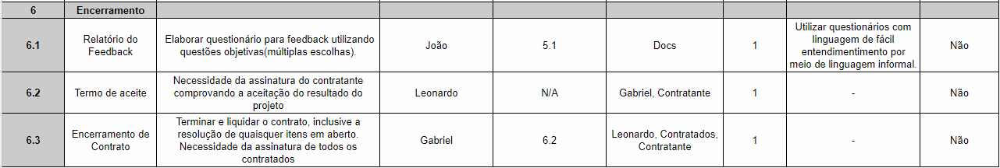 6 Encerramento
6.1
Relatório do
Feedback
Elaborar questionário para feedback utilizando
questões objetivas(múltiplas escolhas).
João
5.1
Docs
1
Utilizar questionários com
linguagem de fácil
entendimentimento por
meio de linguagem informal.
Não
6.2
Termo de aceite
Necessidade da assinatura do contratante
comprovando a aceitação do resultado do
projeto
Leonardo
N/A
Gabriel, Contratante
1
-
Não
6.3
Encerramento de
Contrato
Terminar e liquidar o contrato, inclusive a
resolução de quaisquer itens em aberto.
Necessidade da assinatura de todos os
contratados
Gabriel
6.2
Leonardo, Contratados,
Contratante
1
-
Não